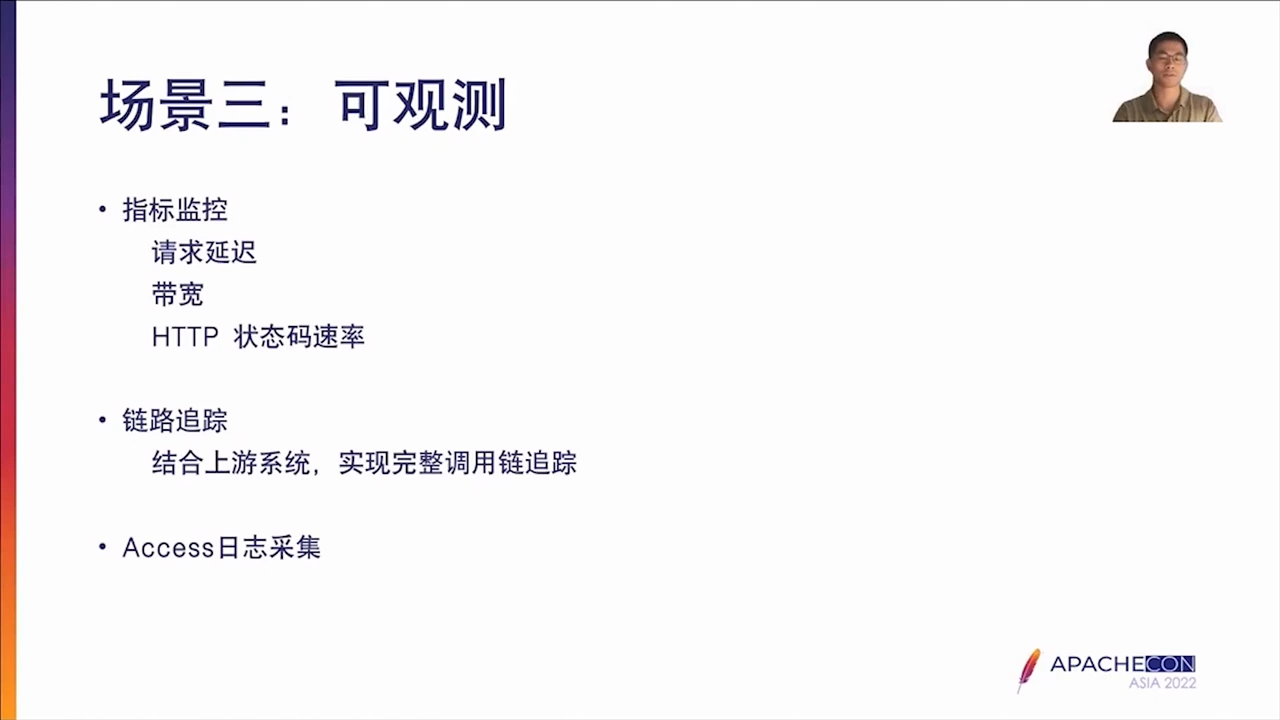 场景三：可观测
• 指标监控
请求延迟
带宽
HTTP 状态码速率
• 链路追踪
结合上游系统，实现完整调用链追踪
• Access日志采集
APACHECON
ASIA 2022